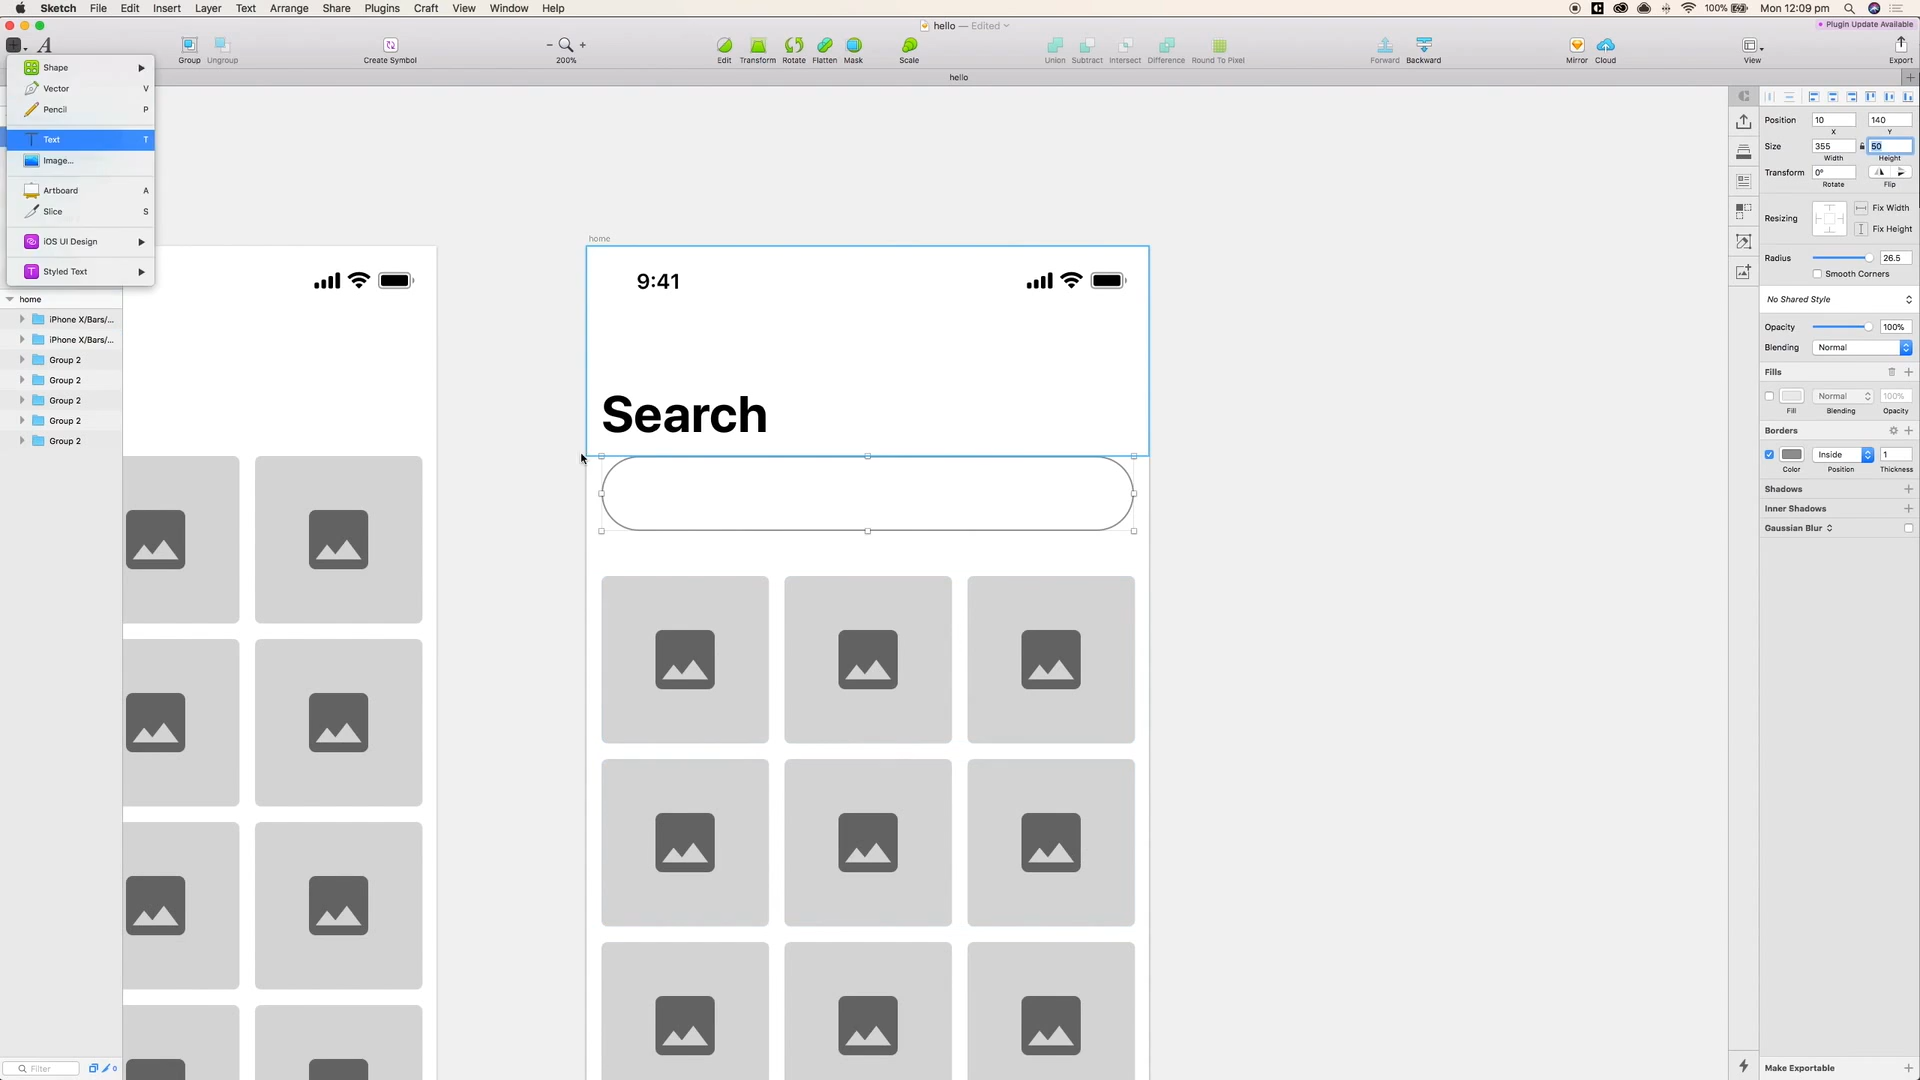 Sketch File Edit Insert Layer Text Arrange Share Plugins Craft View Window Help 100% Mon 12:09 pm
hello — Edited
Plugin Update Available
Group Ungroup Create Symbol 200% Edit Transform Rotate Flatten Mask Scale Union Subtract Intersect Difference Round To Pixel Forward Backward Mirror Cloud View Export
hello
Shape
Vector V
Pencil P
Text T
Image...
Artboard A
Slice S
iOS UI Design
Styled Text
home
iPhone X/Bars/...
iPhone X/Bars/...
Group 2
Group 2
Group 2
Group 2
Group 2
Filter
0
home
9:41
Search
Position 10 140
X Y
Size 355 50
Width Height
Transform 0°
Rotate Flip
Resizing Fix Width
Fix Height
Radius 26.5
Smooth Corners
No Shared Style
Opacity 100%
Blending Normal
Fills
Normal 100%
Fill Blending Opacity
Borders
Inside 1
Color Position Thickness
Shadows
Inner Shadows
Gaussian Blur
Make Exportable